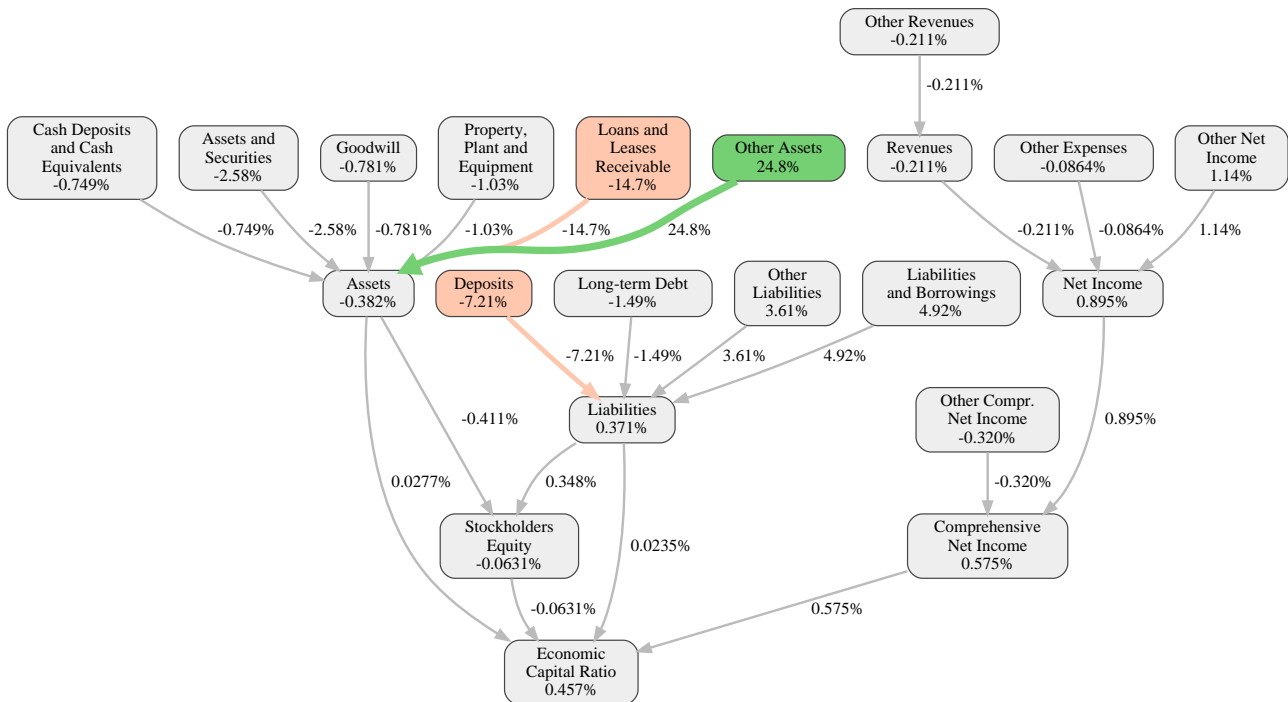 Other Revenues
-0.211%
-0.211%
Cash Deposits
and Cash
Equivalents
-0.749%
Assets and
Securities
-2.58%
Goodwill
-0.781%
Property,
Plant and
Equipment
-1.03%
Loans and
Leases
Receivable
-14.7%
Other Assets
24.8%
Revenues
-0.211%
Other Expenses
-0.0864%
Other Net
Income
1.14%
-0.749%
-2.58%
-0.781%
-1.03%
-14.7%
24.8%
-0.211%
-0.0864%
1.14%
Assets
-0.382%
Deposits
-7.21%
Long-term Debt
-1.49%
Other
Liabilities
3.61%
Liabilities
and Borrowings
4.92%
Net Income
0.895%
-7.21%
-1.49%
3.61%
4.92%
-0.411%
Liabilities
0.371%
Other Compr.
Net Income
-0.320%
0.895%
0.0277%
0.348%
-0.320%
Stockholders
Equity
-0.0631%
0.0235%
Comprehensive
Net Income
0.575%
-0.0631%
0.575%
Economic
Capital Ratio
0.457%